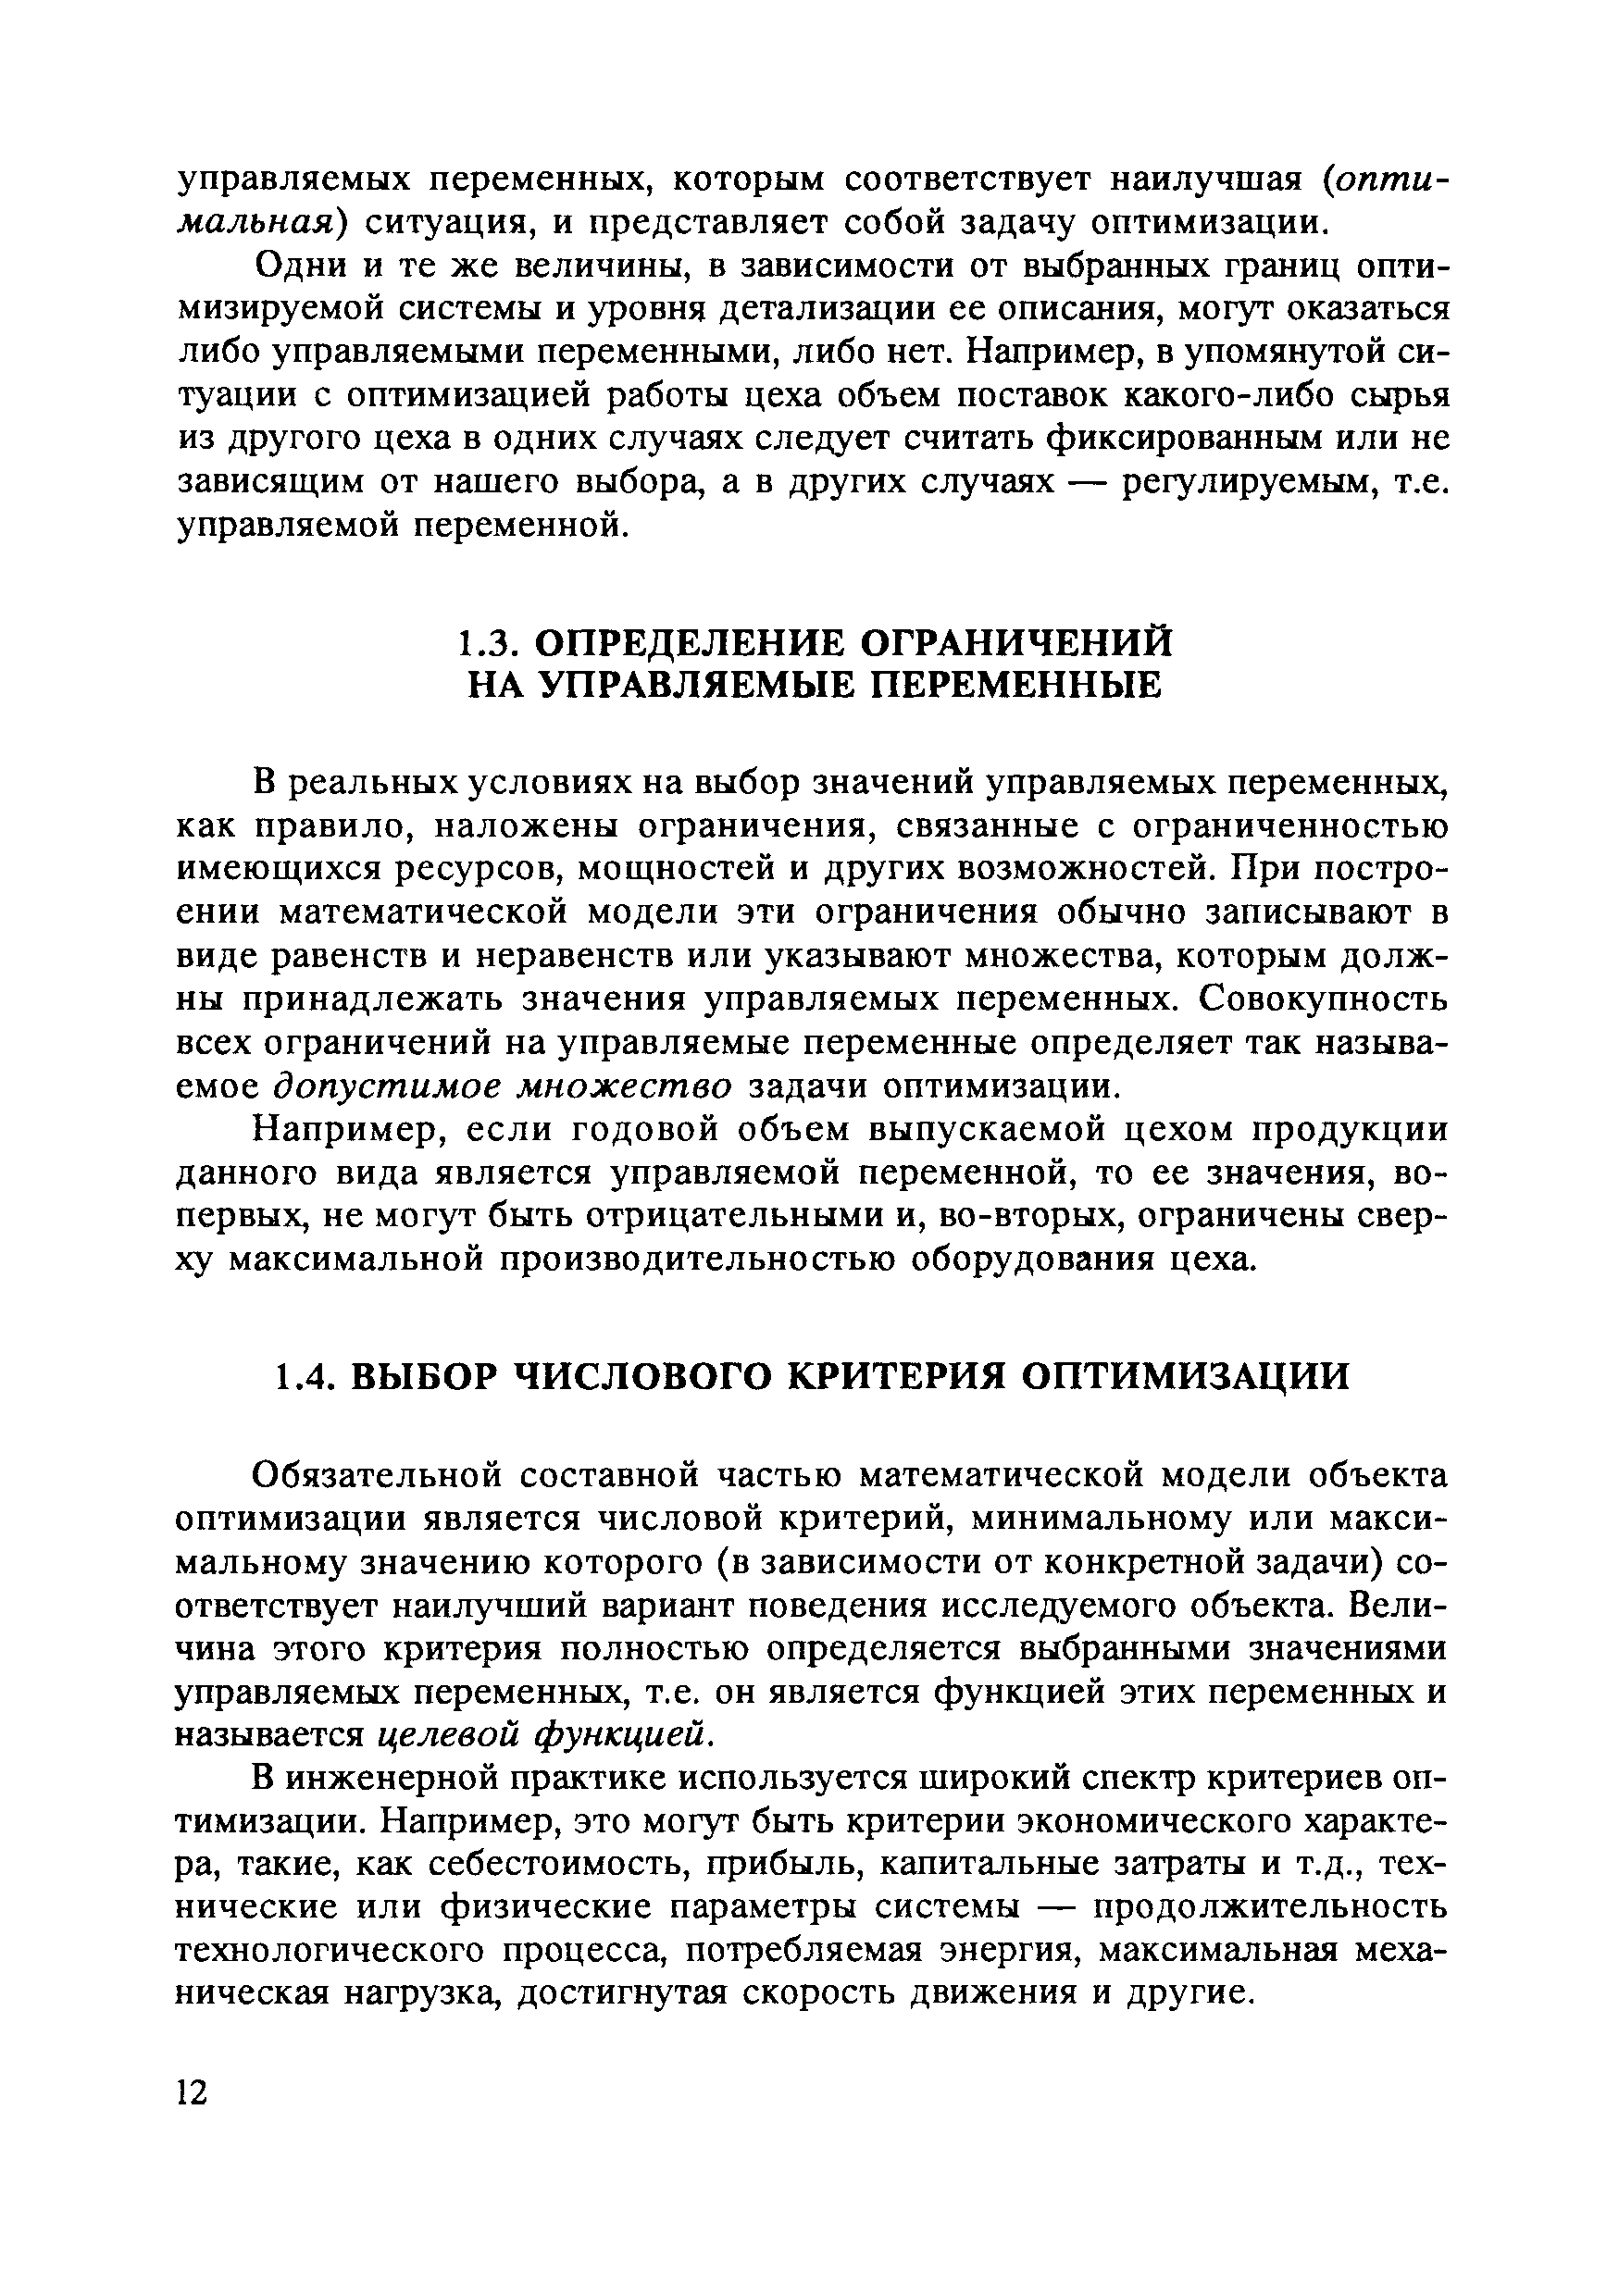 управляемых переменных, которым соответствует наилучшая (опти-
мальная) ситуация, и представляет собой задачу оптимизации.
Одни и те же величины, в зависимости от выбранных границ опти-
мизируемой системы и уровня детализации ее описания, могут оказаться
либо управляемыми переменными, либо нет. Например, в упомянутой си-
туации с оптимизацией работы цеха объем поставок какого-либо сырья
из другого цеха в одних случаях следует считать фиксированным или не
зависящим от нашего выбора, а в других случаях — регулируемым, т.е.
управляемой переменной.
1.3. ОПРЕДЕЛЕНИЕ ОГРАНИЧЕНИЙ
НА УПРАВЛЯЕМЫЕ ПЕРЕМЕННЫЕ
В реальных условиях на выбор значений управляемых переменных,
как правило, наложены ограничения, связанные с ограниченностью
имеющихся ресурсов, мощностей и других возможностей. При постро-
ении математической модели эти ограничения обычно записывают в
виде равенств и неравенств или указывают множества, которым долж-
ны принадлежать значения управляемых переменных. Совокупность
всех ограничений на управляемые переменные определяет так называ-
емое допустимое множество задачи оптимизации.
Например, если годовой объем выпускаемой цехом продукции
данного вида является управляемой переменной, то ее значения, во-
первых, не могут быть отрицательными и, во-вторых, ограничены свер-
ху максимальной производительностью оборудования цеха.
1.4. ВЫБОР ЧИСЛОВОГО КРИТЕРИЯ ОПТИМИЗАЦИИ
Обязательной составной частью математической модели объекта
оптимизации является числовой критерий, минимальному или макси-
мальному значению которого (в зависимости от конкретной задачи) со-
ответствует наилучший вариант поведения исследуемого объекта. Вели-
чина этого критерия полностью определяется выбранными значениями
управляемых переменных, т.е. он является функцией этих переменных и
называется целевой функцией.
В инженерной практике используется широкий спектр критериев оп-
тимизации. Например, это могут быть критерии экономического характе-
ра, такие, как себестоимость, прибыль, капитальные затраты и т.д., тех-
нические или физические параметры системы — продолжительность
технологического процесса, потребляемая энергия, максимальная меха-
ническая нагрузка, достигнутая скорость движения и другие.
12